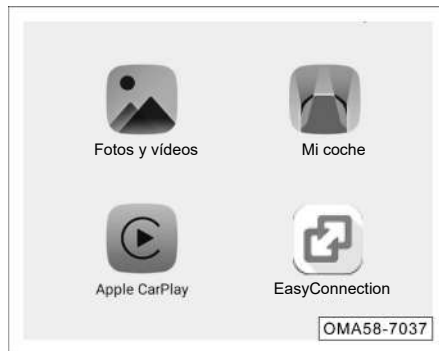 Fotos y vídeos
Mi coche
Apple CarPlay
EasyConnection
OMA58-7037